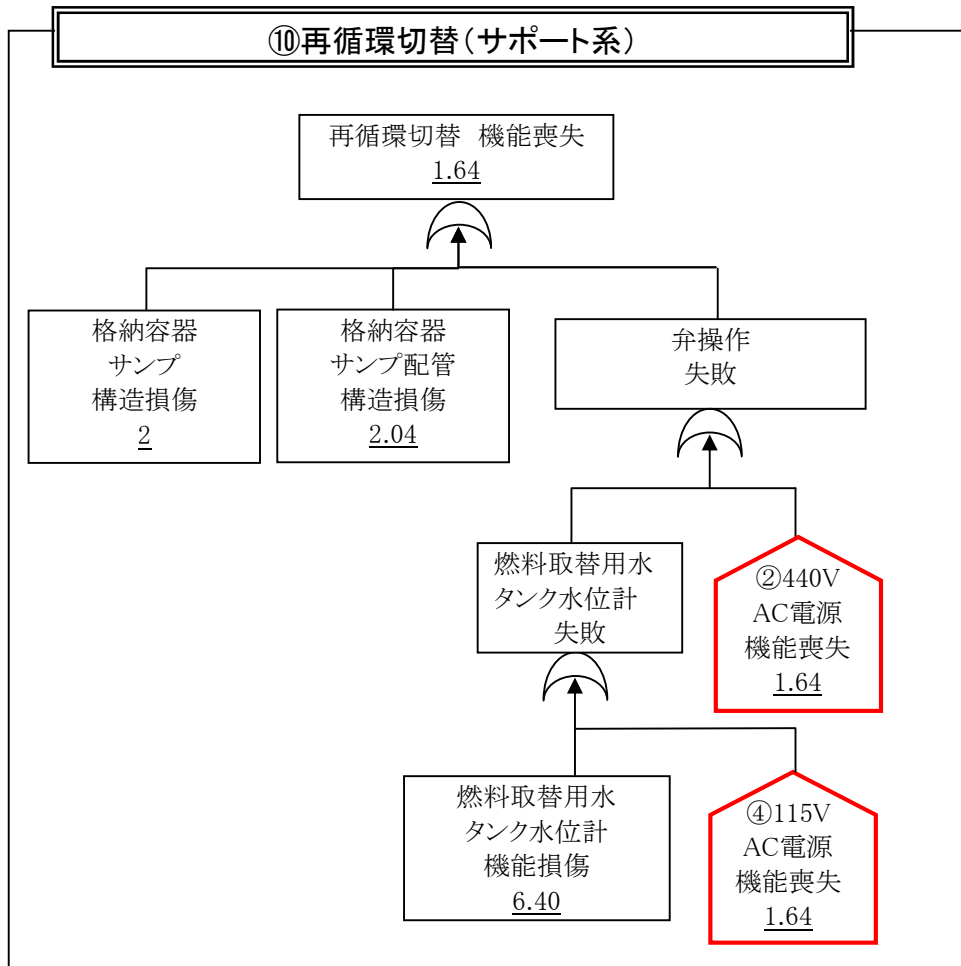 ⑩再循環切替(サポート系)
再循環切替 機能喪失
1.64
格納容器
サンプ
構造損傷
2
格納容器
サンプ配管
構造損傷
2.04
弁操作
失敗
燃料取替用水
タンク水位計
失敗
②440V
AC電源
機能喪失
1.64
燃料取替用水
タンク水位計
機能損傷
6.40
④115V
AC電源
機能喪失
1.64